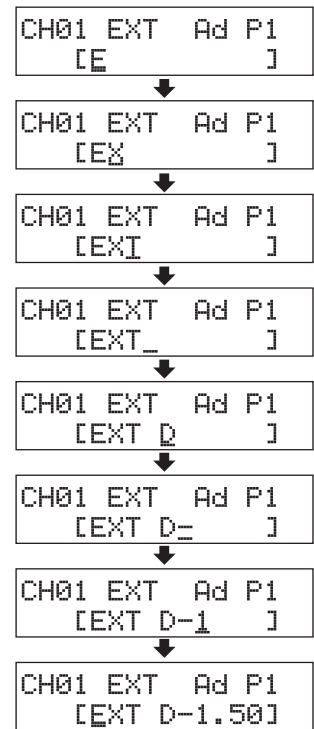 CH01 EXT Ad P1
[E ]
CH01 EXT Ad P1
[EX ]
CH01 EXT Ad P1
[EXT ]
CH01 EXT Ad P1
[EXT_ ]
CH01 EXT Ad P1
[EXT D ]
CH01 EXT Ad P1
[EXT D- ]
CH01 EXT Ad P1
[EXT D-1 ]
CH01 EXT Ad P1
[EXT D-1.50]